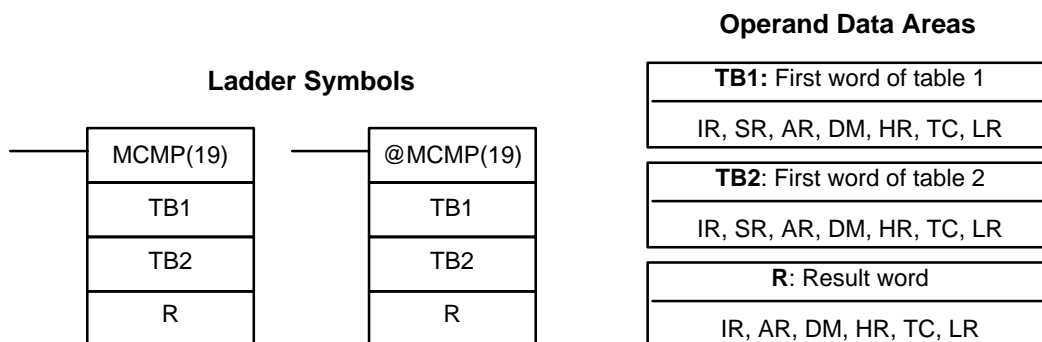 Ladder Symbols
MCMP(19)
TB1
TB2
R
@MCMP(19)
TB1
TB2
R
Operand Data Areas
TB1: First word of table 1
IR, SR, AR, DM, HR, TC, LR
TB2: First word of table 2
IR, SR, AR, DM, HR, TC, LR
R: Result word
IR, AR, DM, HR, TC, LR